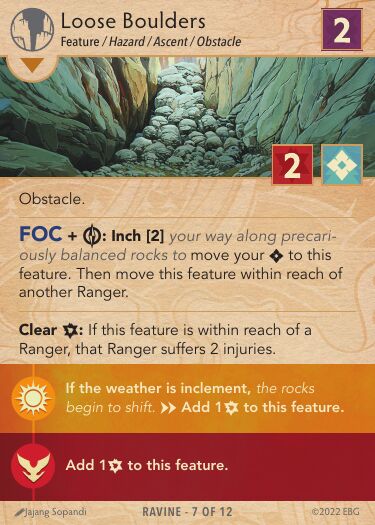 Loose Boulders
Feature / Hazard / Ascent / Obstacle
2
2
Obstacle.
FOC + : Inch [2] your way along precari-
ously balanced rocks to move your to this
feature. Then move this feature within reach of
another Ranger.
Clear : If this feature is within reach of a
Ranger, that Ranger suffers 2 injuries.
If the weather is inclement, the rocks
begin to shift. Add 1 to this feature.
Add 1 to this feature.
Jajang Sopandi
RAVINE - 7 OF 12
©2022 EBG